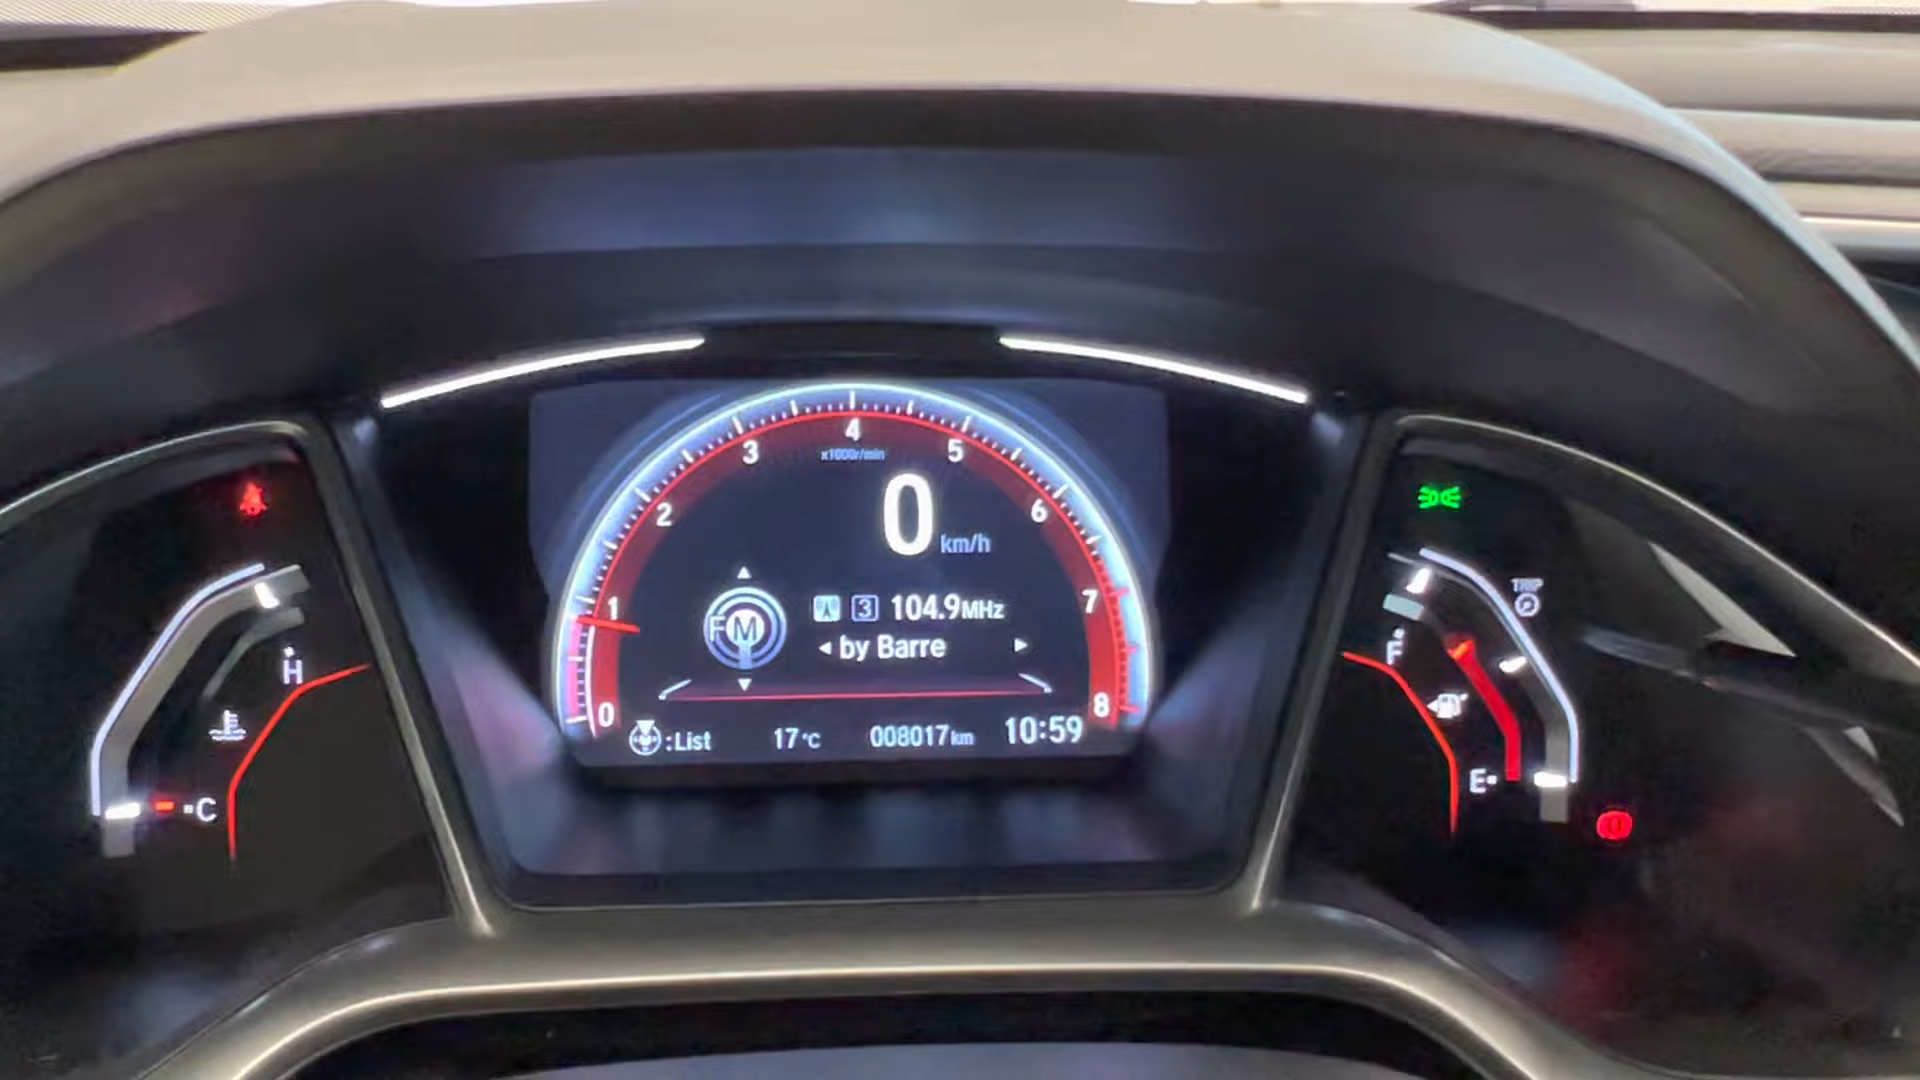 4
3 5
x1000r/min
2 6
0 km/h
1 7
3 104.9MHz
FM
by Barre
0 8
:List 17°C 008017km 10:59
H
C
TRIP
F
E